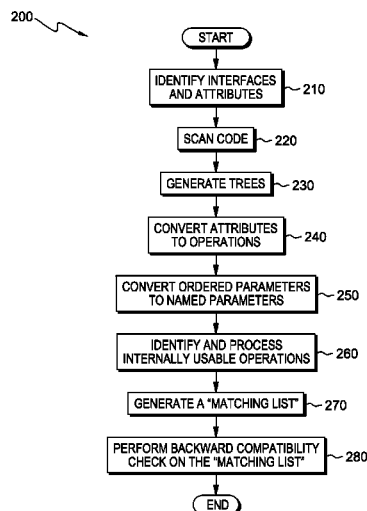 200
START
IDENTIFY INTERFACES
AND ATTRIBUTES
210
SCAN CODE
220
GENERATE TREES
230
CONVERT ATTRIBUTES
TO OPERATIONS
240
CONVERT ORDERED PARAMETERS
TO NAMED PARAMETERS
250
IDENTIFY AND PROCESS
INTERNALLY USABLE OPERATIONS
260
GENERATE A "MATCHING LIST"
270
PERFORM BACKWARD COMPATIBILITY
CHECK ON THE "MATCHING LIST"
280
END